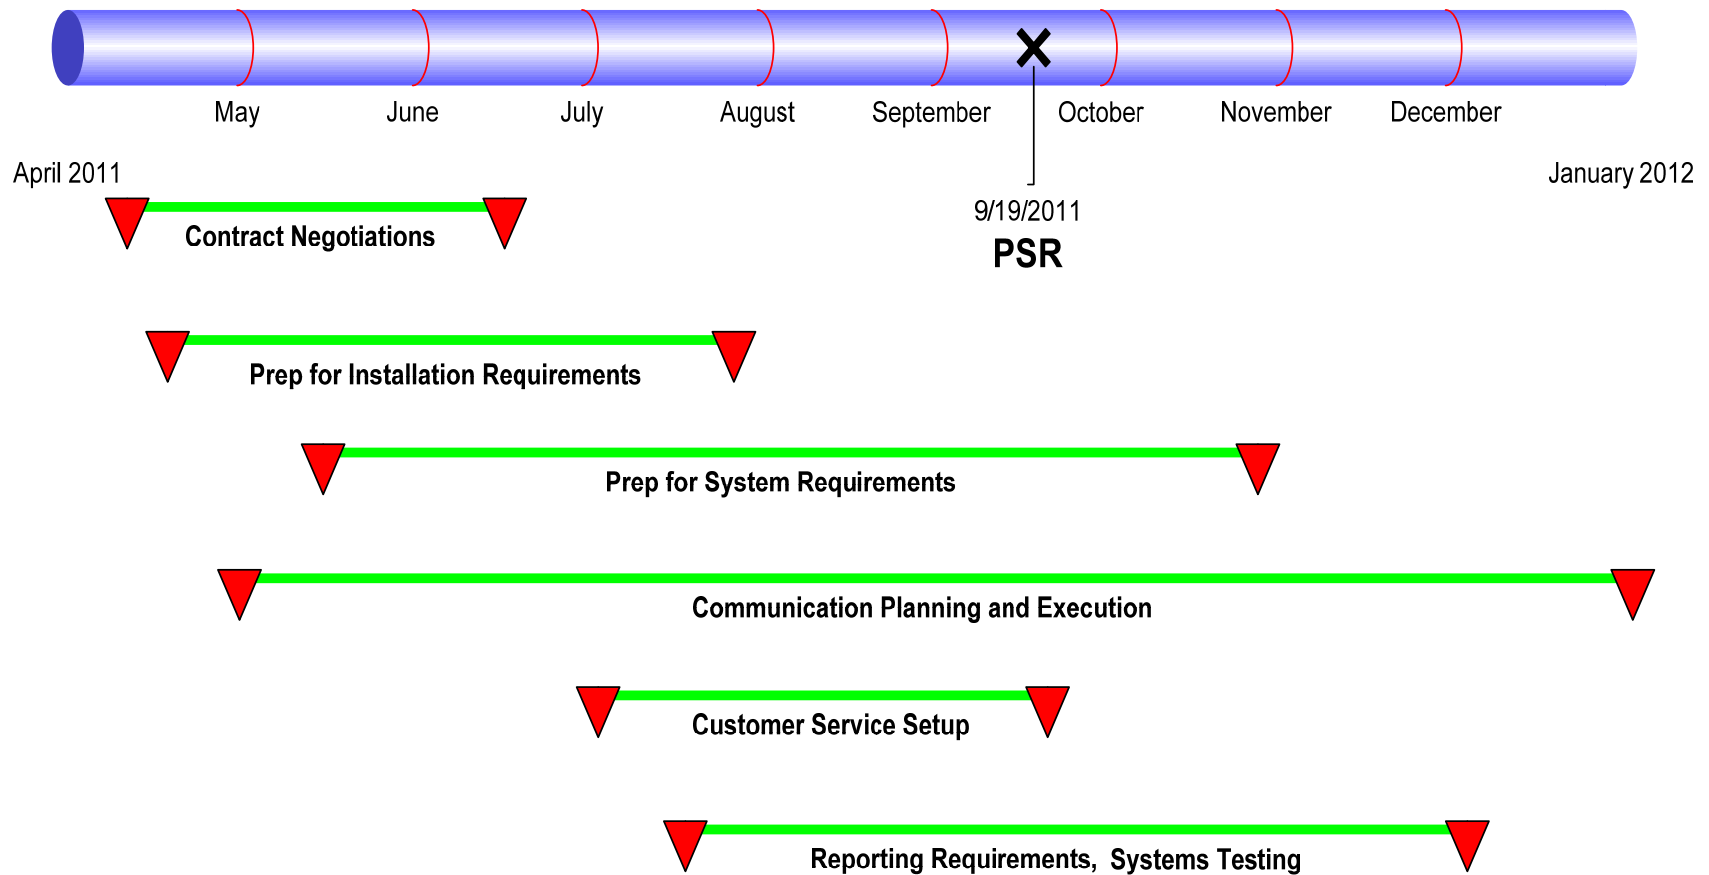 May June July August September October November December
April 2011 January 2012
9/19/2011
PSR
Contract Negotiations
Prep for Installation Requirements
Prep for System Requirements
Communication Planning and Execution
Customer Service Setup
Reporting Requirements, Systems Testing